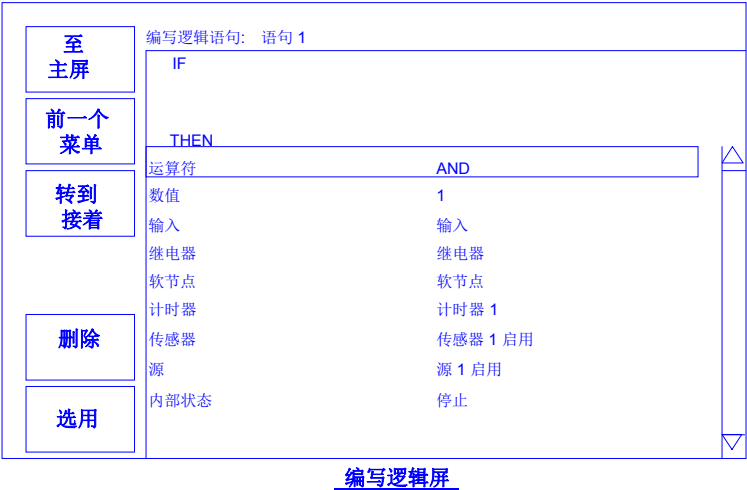 至
主屏
前一个
菜单
转到
接着
删除
选用
编写逻辑语句: 语句 1
IF
THEN
运算符 AND
数值 1
输入 输入
继电器 继电器
软节点 软节点
计时器 计时器 1
传感器 传感器 1 启用
源 源 1 启用
内部状态 停止
编写逻辑屏